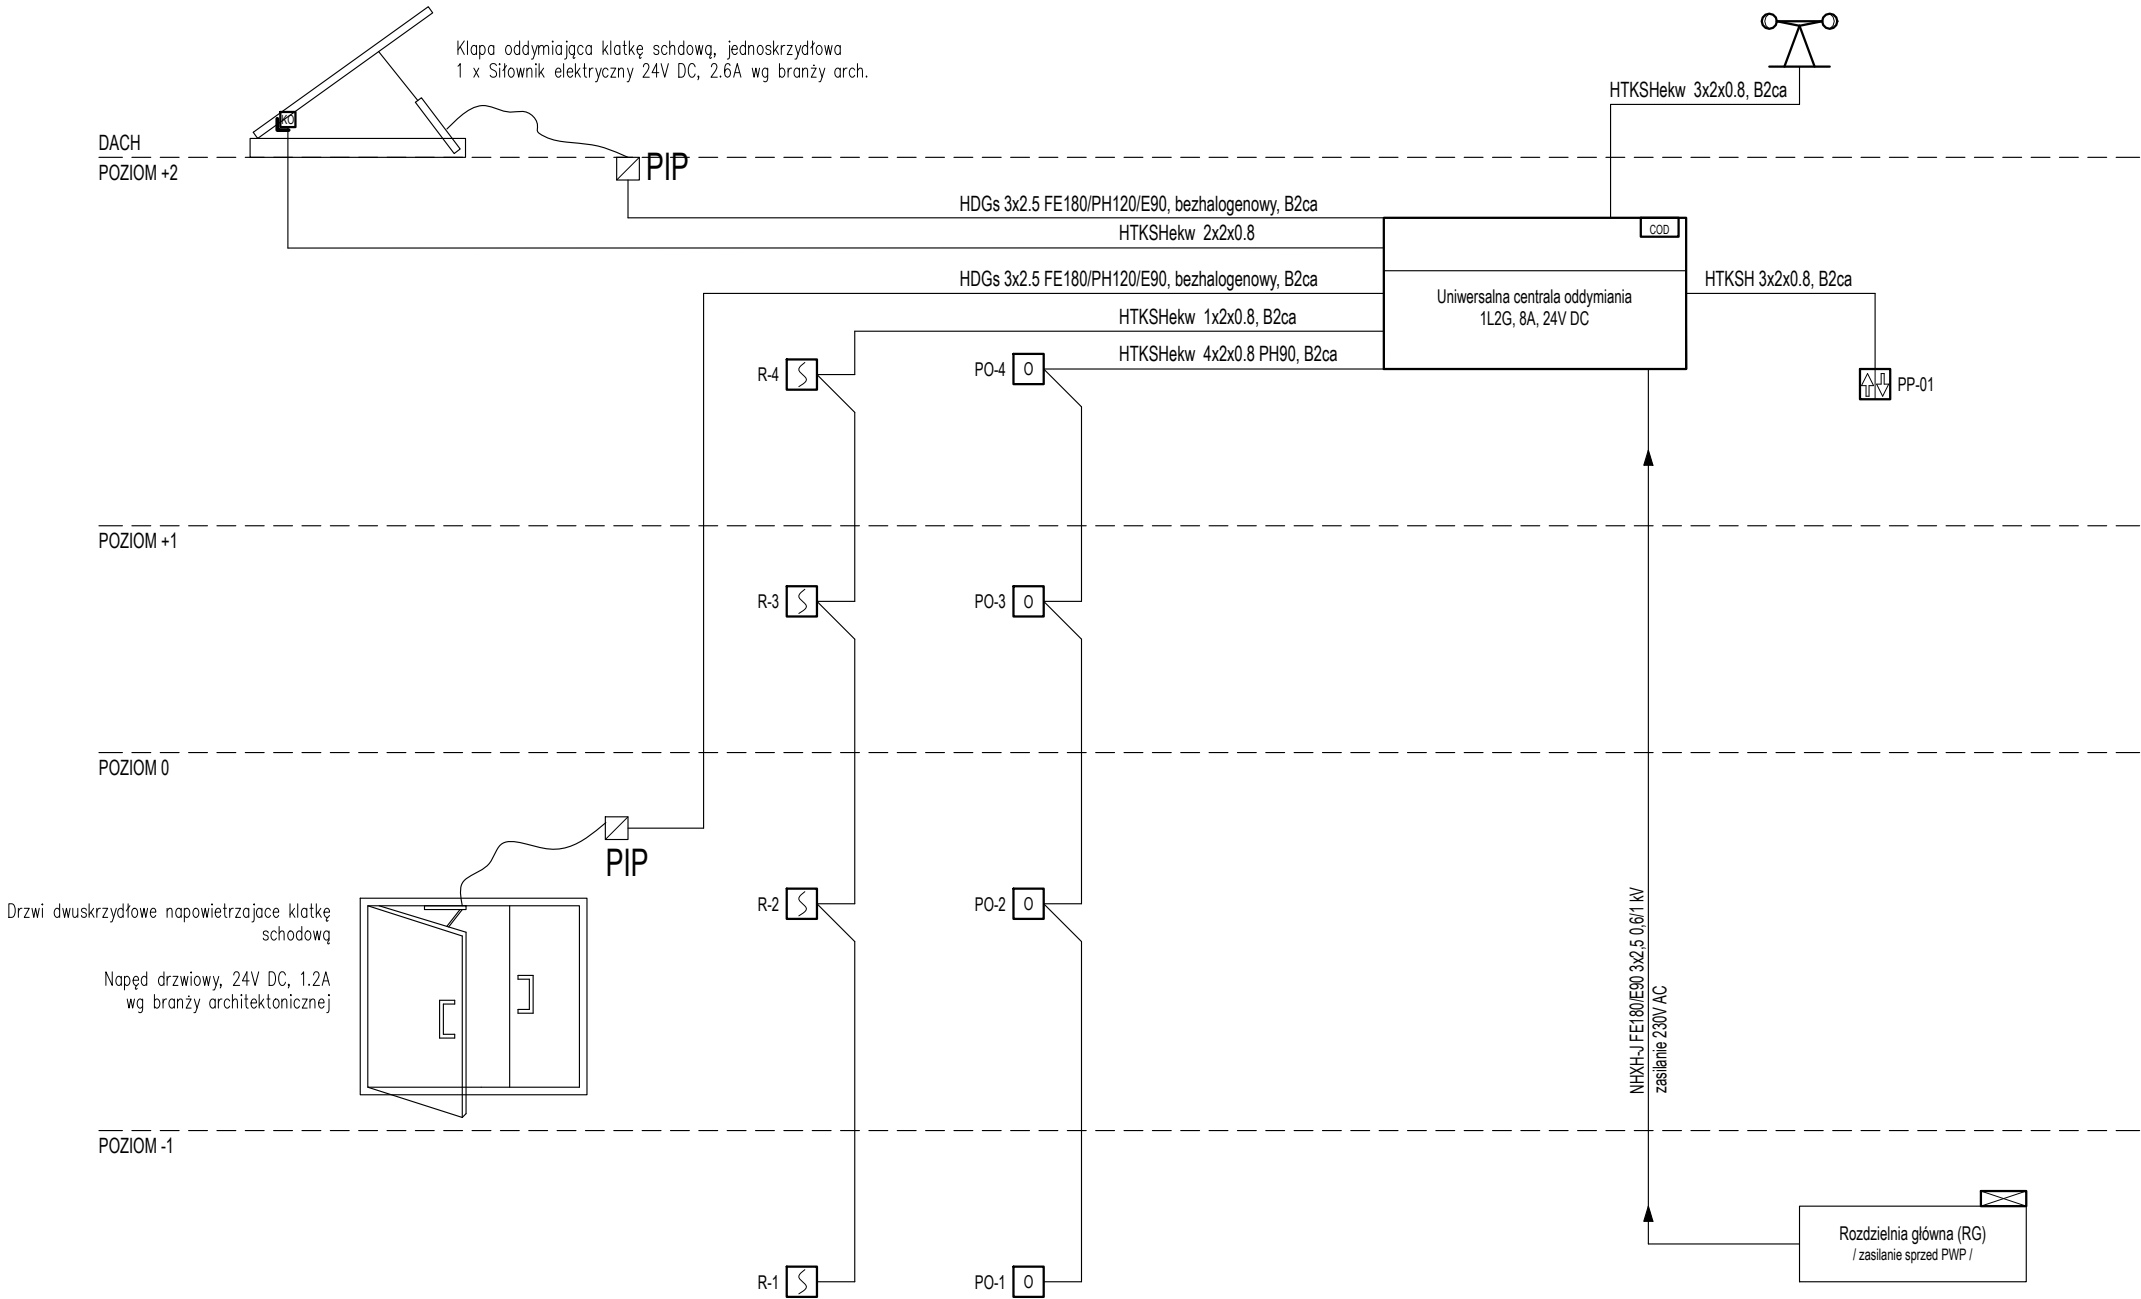 Klapa oddymiająca klatkę schdową, jednoskrzydłowa
1 x Siłownik elektryczny 24V DC, 2.6A wg branży arch.
HTKSHekw 3x2x0.8, B2ca
KO
DACH
POZIOM +2
PIP
HDGs 3x2.5 FE180/PH120/E90, bezhalogenowy, B2ca
COD
HTKSHekw 2x2x0.8
HDGs 3x2.5 FE180/PH120/E90, bezhalogenowy, B2ca
HTKSH 3x2x0.8, B2ca
Uniwersalna centrala oddymiania
1L2G, 8A, 24V DC
HTKSHekw 1x2x0.8, B2ca
HTKSHekw 4x2x0.8 PH90, B2ca
R-4
PO-4
O
PP-01
POZIOM +1
R-3
PO-3
O
POZIOM 0
PIP
Drzwi dwuskrzydłowe napowietrzajace klatkę
schodową
R-2
PO-2
O
Napęd drzwiowy, 24V DC, 1.2A
wg branży architektonicznej
NHXH-J FE180/E90 3x2,5 0,6/1 kV
zasilanie 230V AC
POZIOM -1
Rozdzielnia główna (RG)
/ zasilanie sprzed PWP /
R-1
PO-1
O